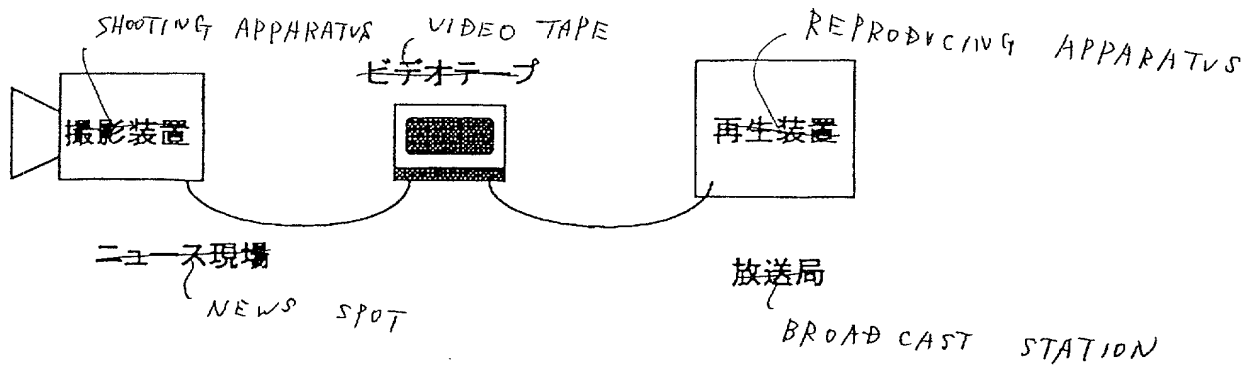 SHOOTING APPARATUS
VIDEO TAPE
REPRODUCING APPARATUS
ビデオテープ
撮影装置
再生装置
ニュース現場
放送局
NEWS SPOT
BROADCAST STATION